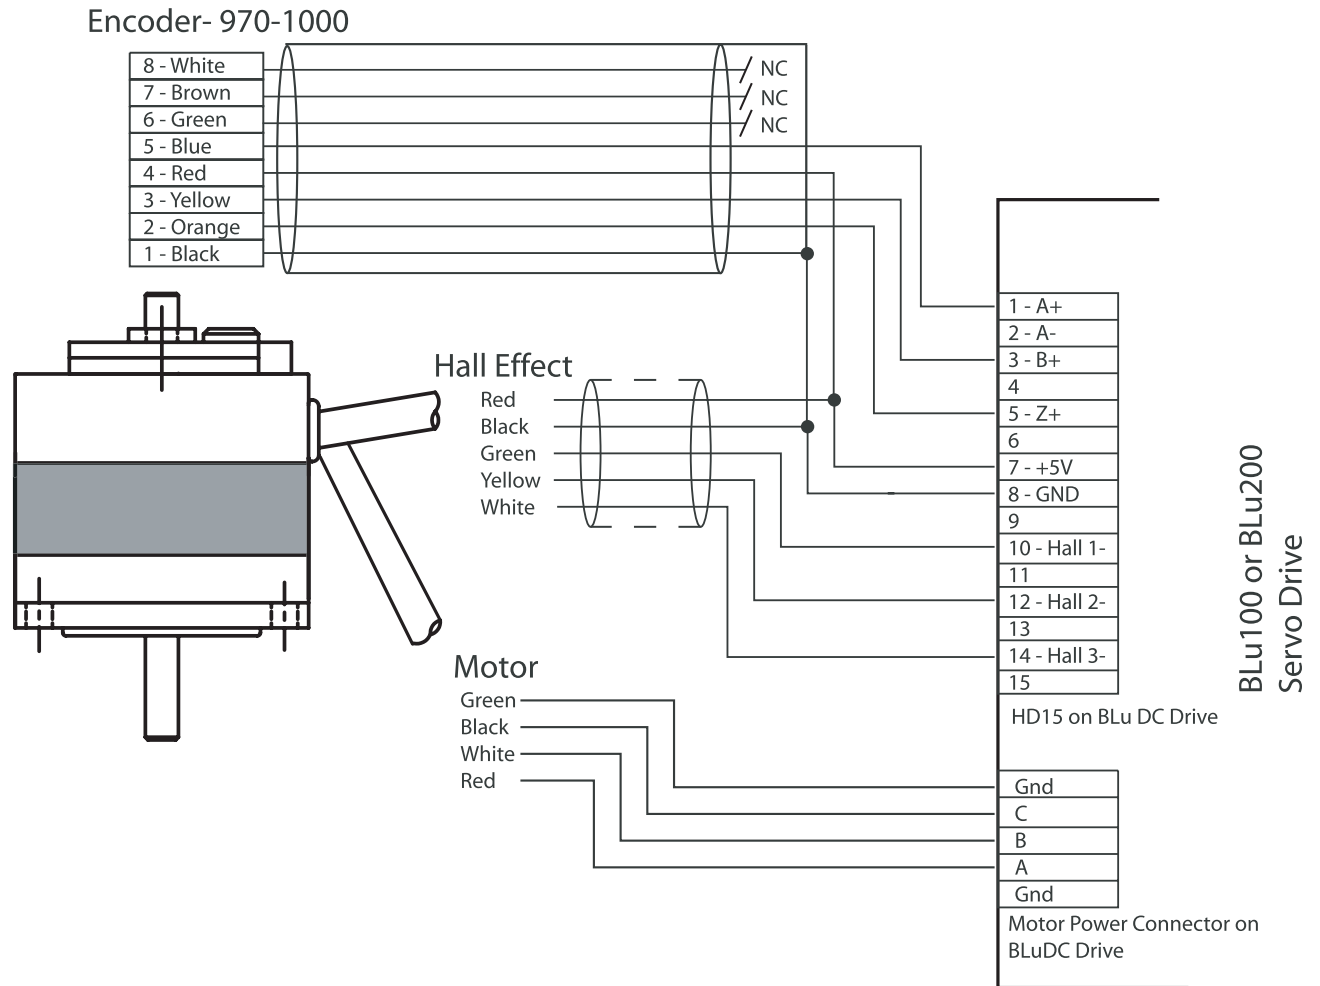 Encoder- 970-1000
8 - White
7 - Brown
6 - Green
5 - Blue
4 - Red
3 - Yellow
2 - Orange
1 - Black
NC
NC
NC
Hall Effect
Red
Black
Green
Yellow
White
Motor
Green
Black
White
Red
1 - A+
2 - A-
3 - B+
4
5 - Z+
6
7 - +5V
8 - GND
9
10 - Hall 1-
11
12 - Hall 2-
13
14 - Hall 3-
15
HD15 on BLu DC Drive
Gnd
C
B
A
Gnd
Motor Power Connector on
BLuDC Drive
BLu100 or BLu200
Servo Drive